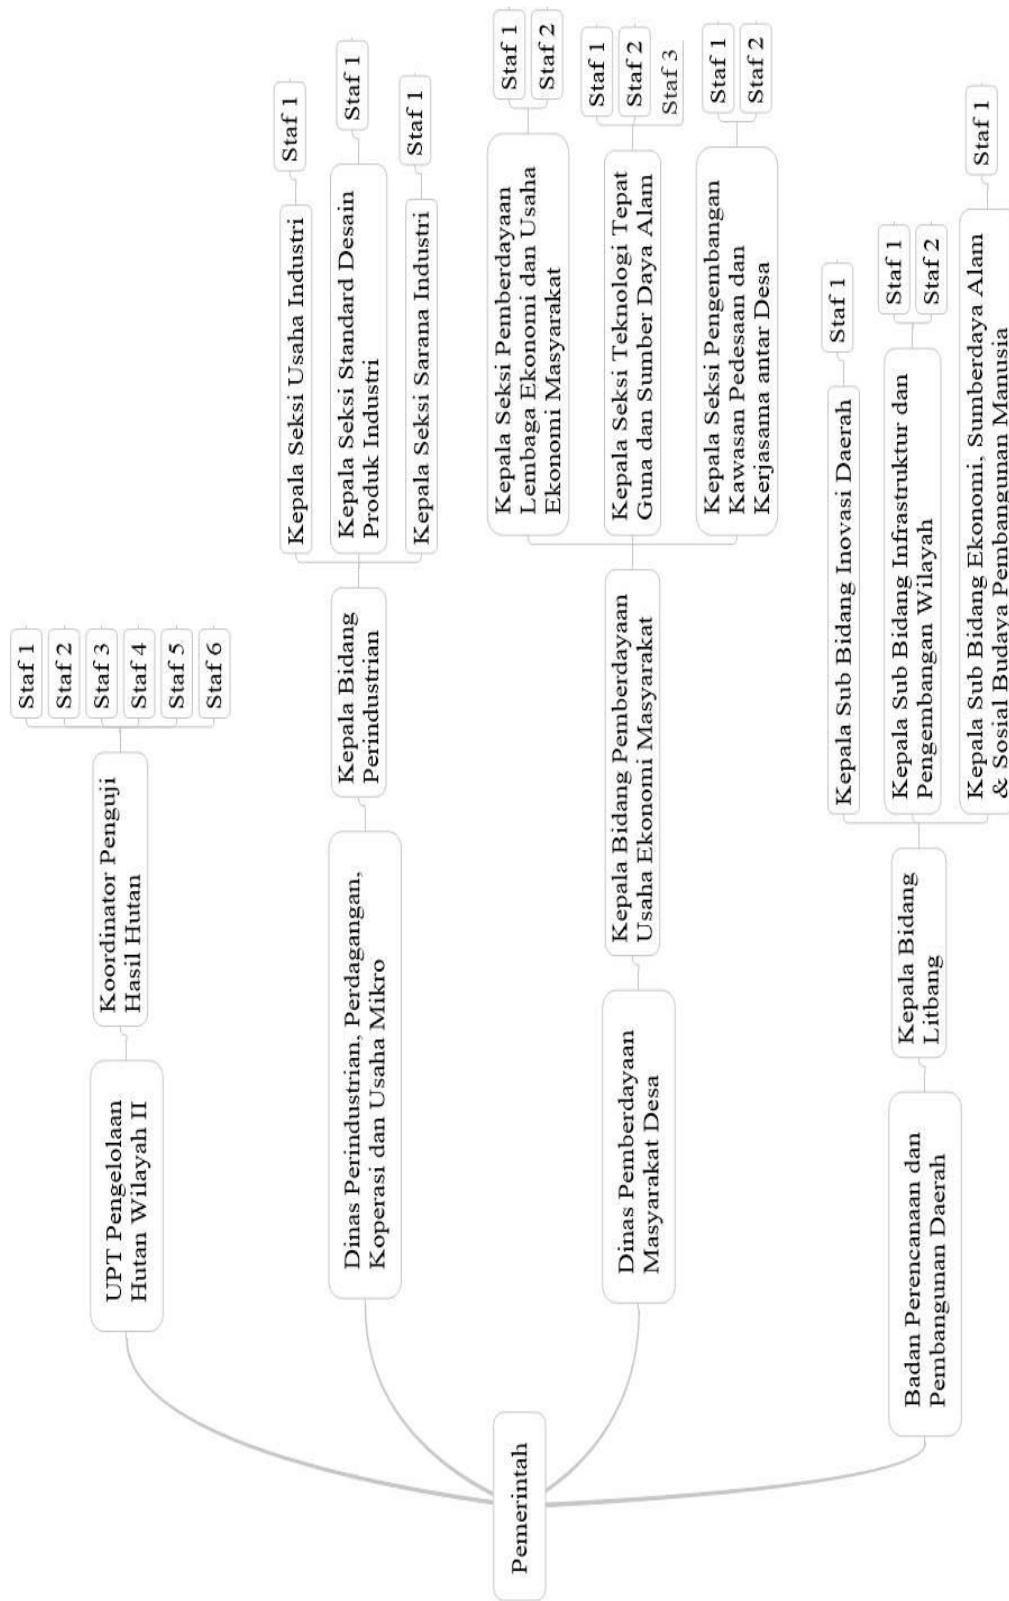 Pemerintah
UPT Pengelolaan
Hutan Wilayah II
Koordinator Penguji
Hasil Hutan
Staf 1
Staf 2
Staf 3
Staf 4
Staf 5
Staf 6
Dinas Perindustrian, Perdagangan,
Koperasi dan Usaha Mikro
Kepala Bidang
Perindustrian
Kepala Seksi Usaha Industri
Staf 1
Kepala Seksi Standard Desain
Produk Industri
Staf 1
Kepala Seksi Sarana Industri
Staf 1
Dinas Pemberdayaan
Masyarakat Desa
Kepala Bidang Pemberdayaan
Usaha Ekonomi Masyarakat
Kepala Seksi Pemberdayaan
Lembaga Ekonomi dan Usaha
Ekonomi Masyarakat
Staf 1
Staf 2
Kepala Seksi Teknologi Tepat
Guna dan Sumber Daya Alam
Staf 1
Staf 2
Staf 3
Kepala Seksi Pengembangan
Kawasan Pedesaan dan
Kerjasama antar Desa
Staf 1
Staf 2
Badan Perencanaan dan
Pembangunan Daerah
Kepala Bidang
Litbang
Kepala Sub Bidang Inovasi Daerah
Staf 1
Kepala Sub Bidang Infrastruktur dan
Pengembangan Wilayah
Staf 1
Staf 2
Kepala Sub Bidang Ekonomi, Sumberdaya Alam
& Sosial Budaya Pembangunan Manusia
Staf 1